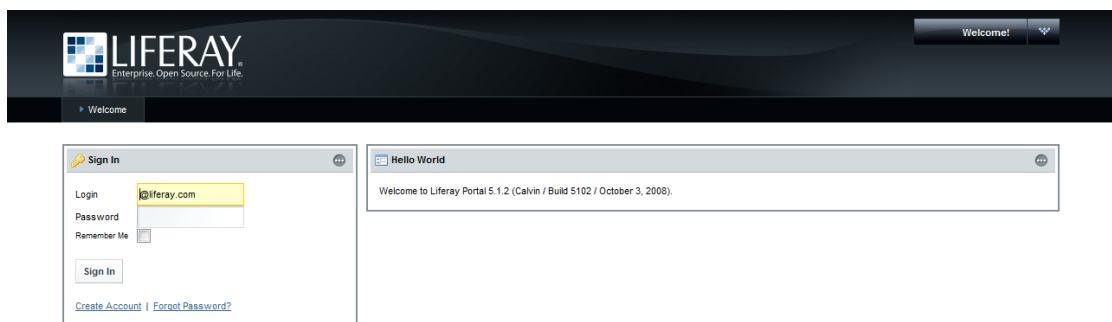 Welcome!
LIFERAY.
Enterprise. Open Source. For Life.
Welcome
Sign In
Login @liferay.com
Password
Remember Me
Sign In
Create Account | Forgot Password?
Hello World
Welcome to Liferay Portal 5.1.2 (Calvin / Build 5102 / October 3, 2008).